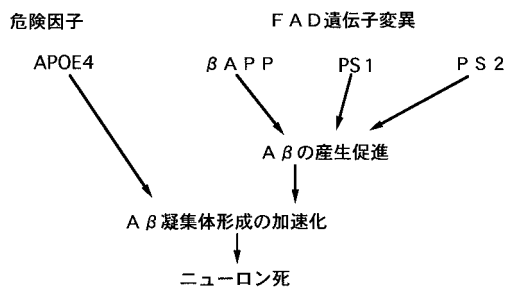 危険因子
FAD遺伝子変異
APOE4
βAPP
PS1
PS2
Aβの産生促進
Aβ凝集体形成の加速化
ニューロン死